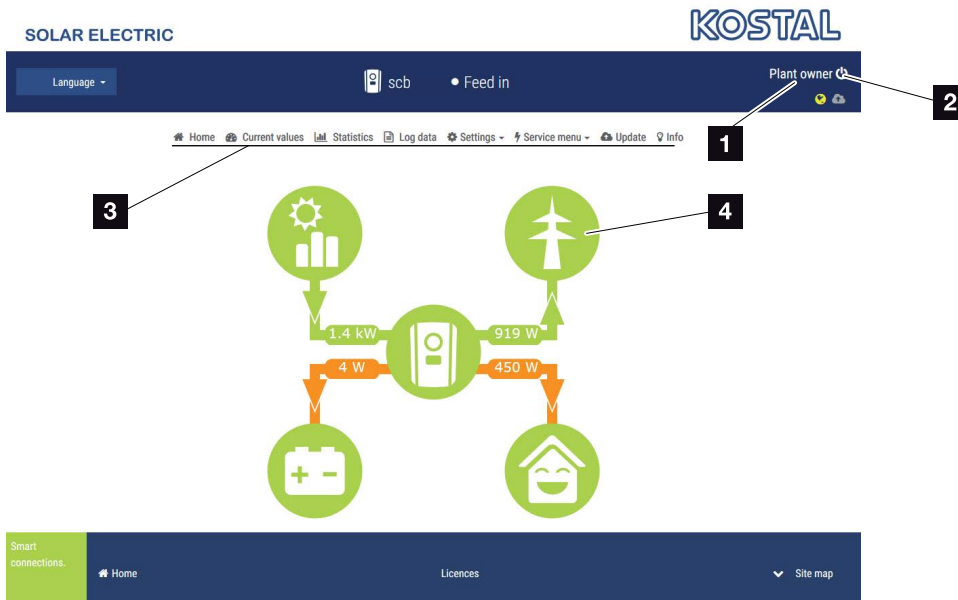 SOLAR ELECTRIC
KOSTAL
Language
scb
Feed in
Plant owner
2
1
Home Current values Statistics Log data Settings Service menu Update Info
3
4
1.4 kW
919 W
4 W
450 W
+ -
Smart
connections.
Home
Licences
Site map